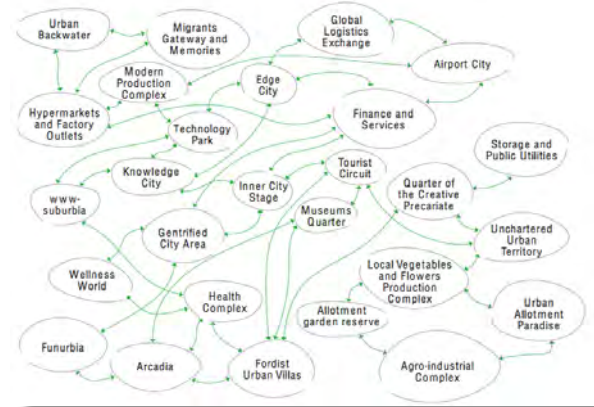 Urban
Backwater
Migrants
Gateway and
Memories
Global
Logistics
Exchange
Airport City
Modern
Production
Complex
Edge
City
Hypermarkets
and Factory
Outlets
Technology
Park
Finance and
Services
Storage and
Public Utilities
Knowledge
City
Tourist
Circuit
www-
suburbia
Inner City
Stage
Quarter of
the Creative
Precariate
Museums
Quarter
Gentrified
City Area
Unchartered
Urban
Territory
Wellness
World
Local Vegetables
and Flowers
Production
Complex
Health
Complex
Allotment
garden reserve
Urban
Allotment
Paradise
Funurbia
Arcadia
Fordist
Urban Villas
Agro-industrial
Complex